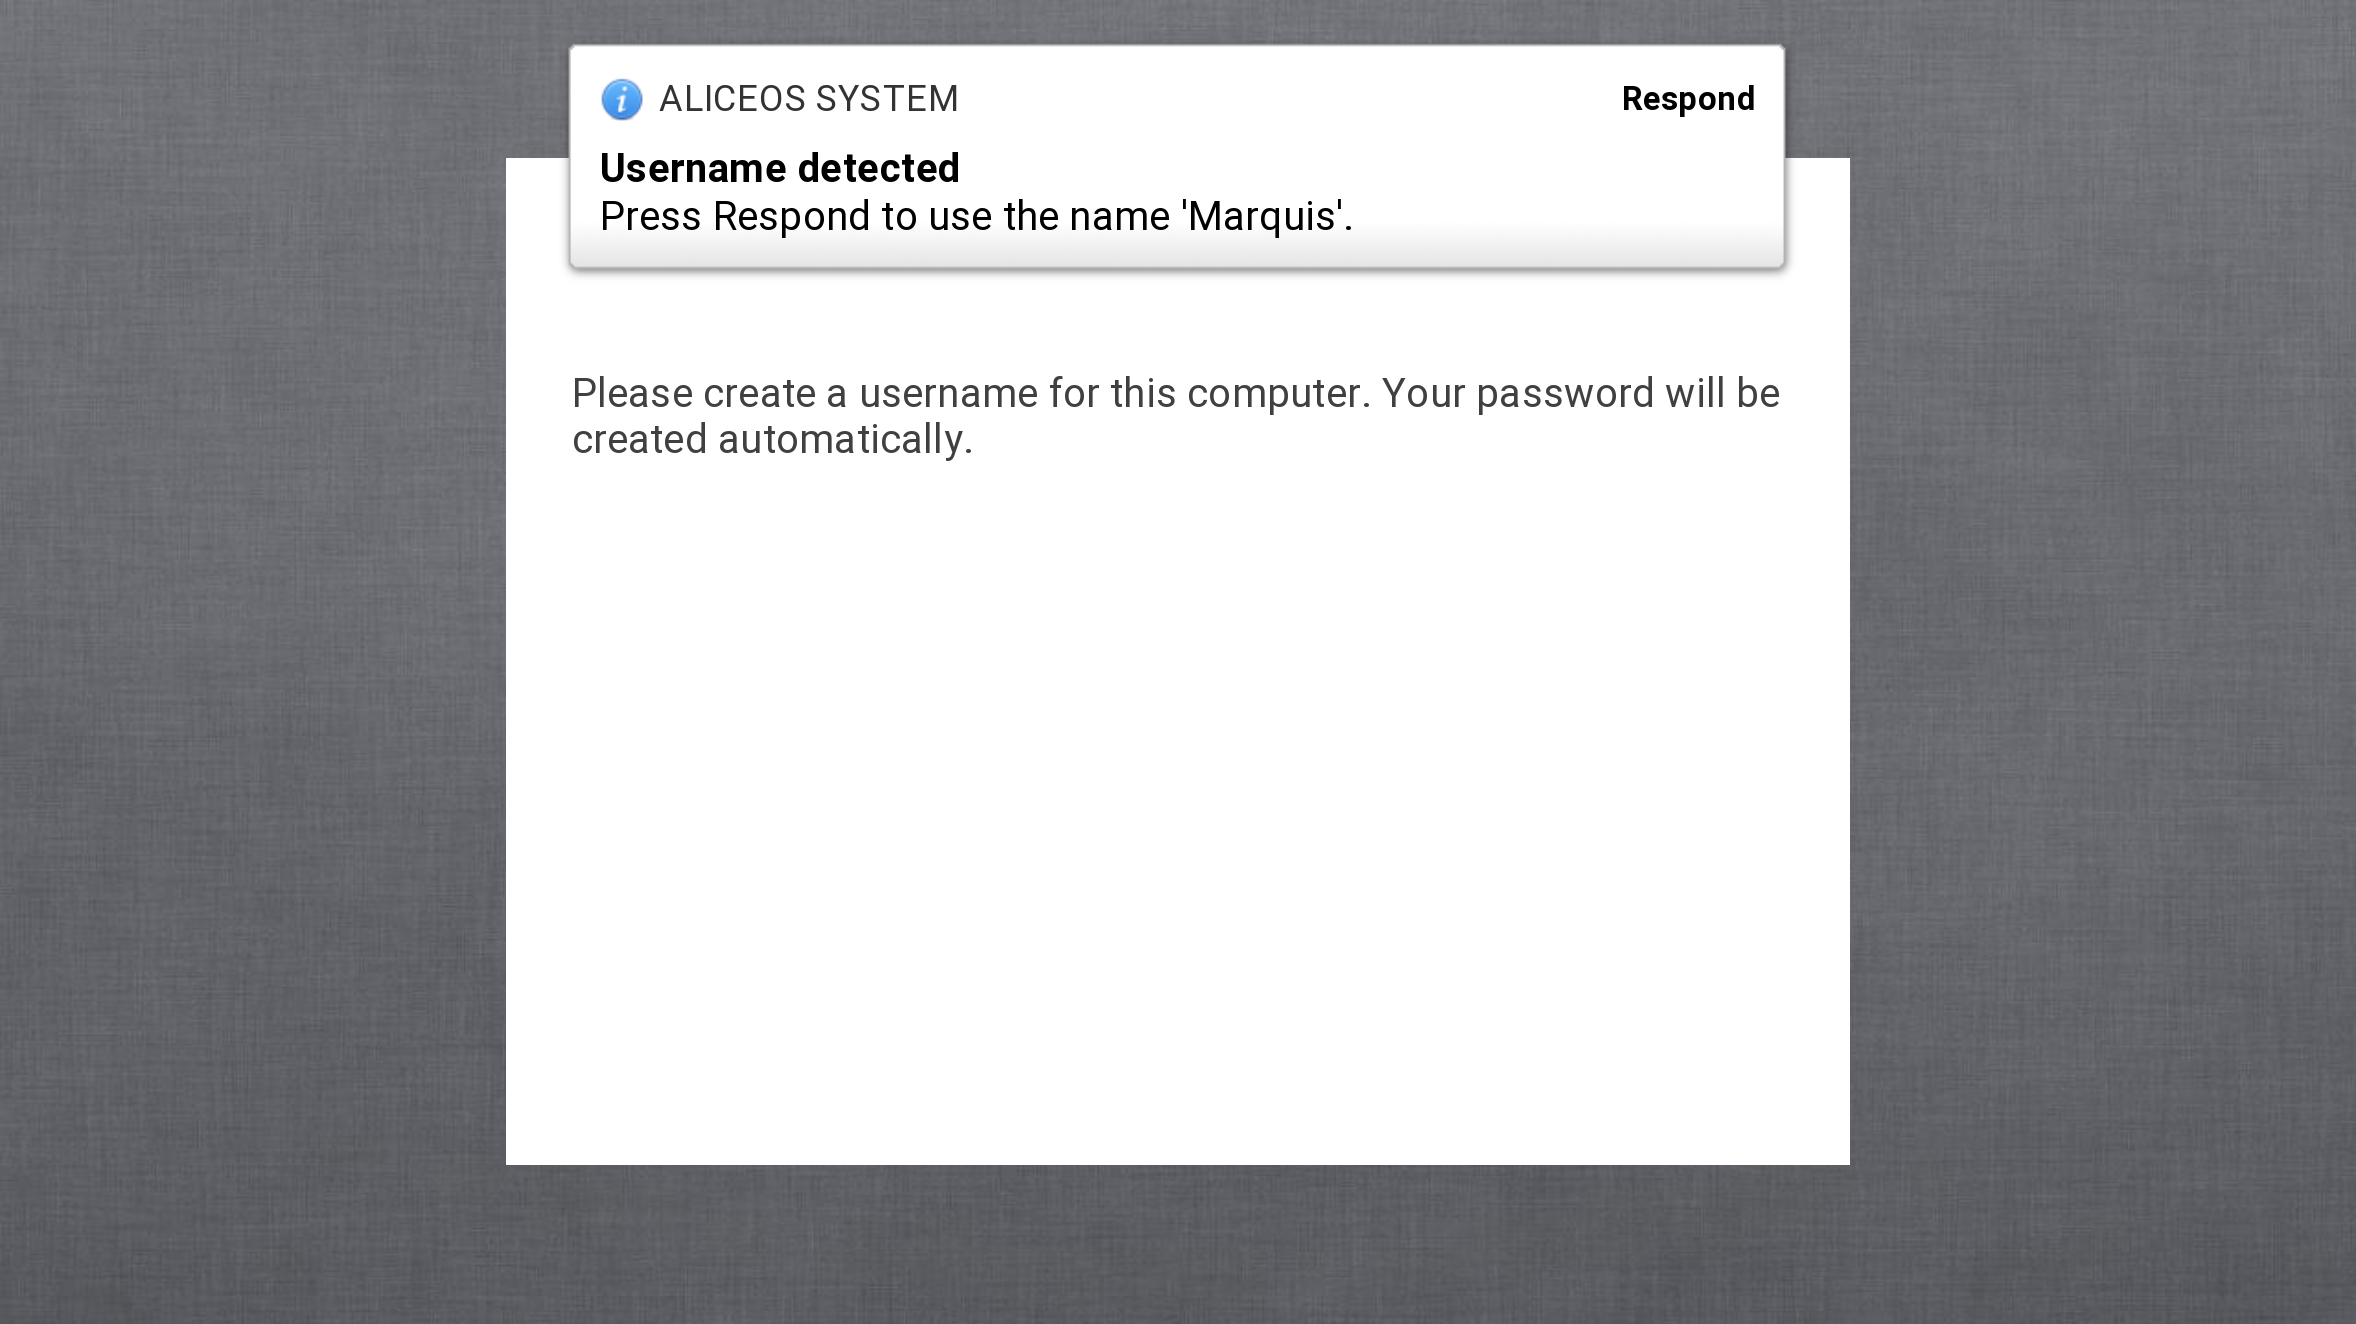 ALICEOS SYSTEM
Respond
Username detected
Press Respond to use the name 'Marquis'.
Please create a username for this computer. Your password will be
created automatically.